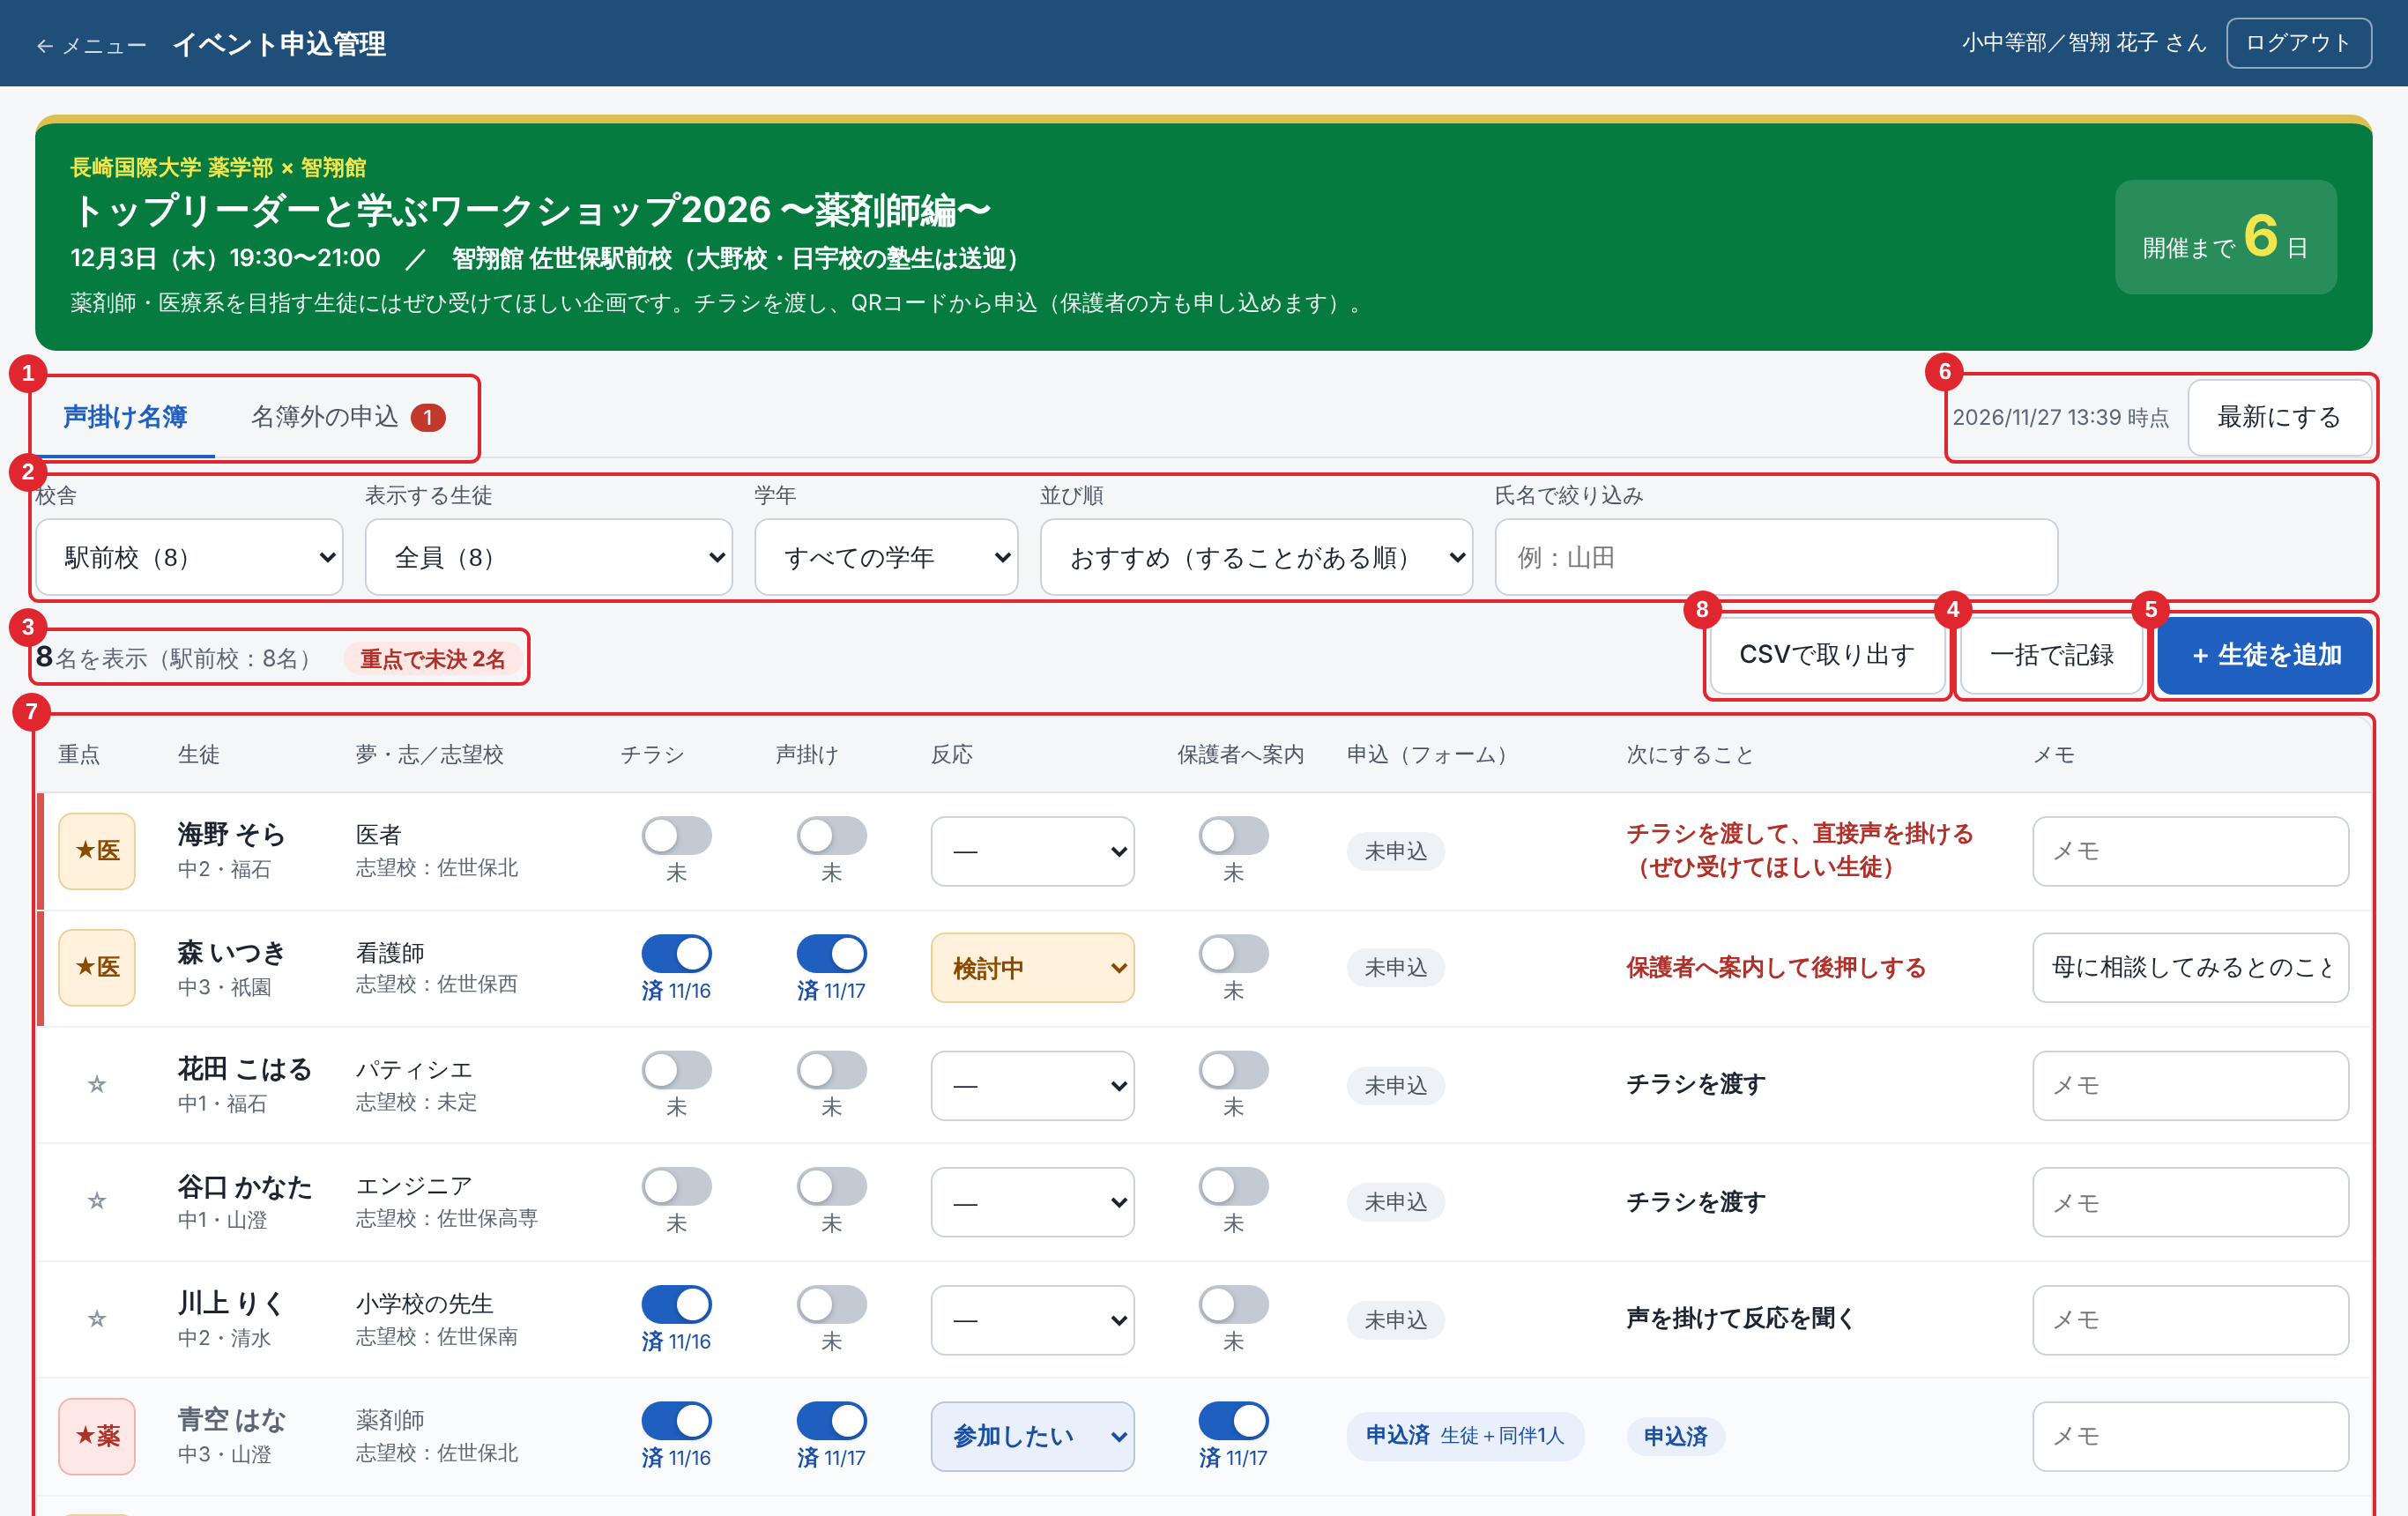 ← メニュー イベント申込管理 小中等部／智翔 花子 さん ログアウト
長崎国際大学 薬学部 × 智翔館
トップリーダーと学ぶワークショップ2026 〜薬剤師編〜
12月3日（木）19:30〜21:00 ／ 智翔館 佐世保駅前校（大野校・日宇校の塾生は送迎）
薬剤師・医療系を目指す生徒にはぜひ受けてほしい企画です。チラシを渡し、QRコードから申込（保護者の方も申し込めます）。
開催まで 6 日
1
声掛け名簿 名簿外の申込 1
6
2026/11/27 13:39 時点 最新にする
2
校舎 表示する生徒 学年 並び順 氏名で絞り込み
駅前校（8） 全員（8） すべての学年 おすすめ（することがある順） 例：山田
3
8名を表示（駅前校：8名） 重点で未決 2名
8 4 5
CSVで取り出す 一括で記録 ＋ 生徒を追加
7
重点 生徒 夢・志／志望校 チラシ 声掛け 反応 保護者へ案内 申込（フォーム） 次にすること メモ
★医 海野 そら 医者 — 未申込 チラシを渡して、直接声を掛ける メモ
中2・福石 志望校：佐世保北 未 未 未 （ぜひ受けてほしい生徒）
★医 森 いつき 看護師 検討中 未申込 保護者へ案内して後押しする 母に相談してみるとのこと
中3・祇園 志望校：佐世保西 済 11/16 済 11/17 未
☆ 花田 こはる パティシエ — 未申込 チラシを渡す メモ
中1・福石 志望校：未定 未 未 未
☆ 谷口 かなた エンジニア — 未申込 チラシを渡す メモ
中1・山澄 志望校：佐世保高専 未 未 未
☆ 川上 りく 小学校の先生 — 未申込 声を掛けて反応を聞く メモ
中2・清水 志望校：佐世保南 済 11/16 未 未
★薬 青空 はな 薬剤師 参加したい 申込済 生徒＋同伴1人 申込済 メモ
中3・山澄 志望校：佐世保北 済 11/16 済 11/17 済 11/17